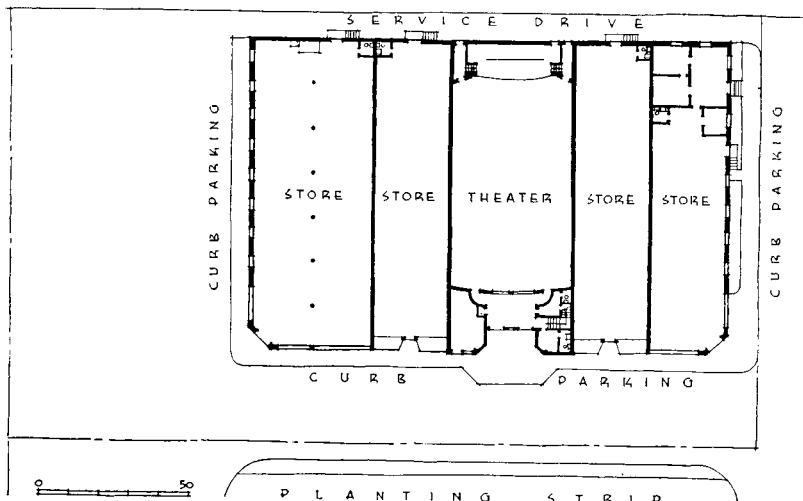 SERVICE DRIVE
CURB PARKING
STORE
STORE
THEATER
STORE
STORE
CURB PARKING
CURB PARKING
0 50
PLANTING STRIP